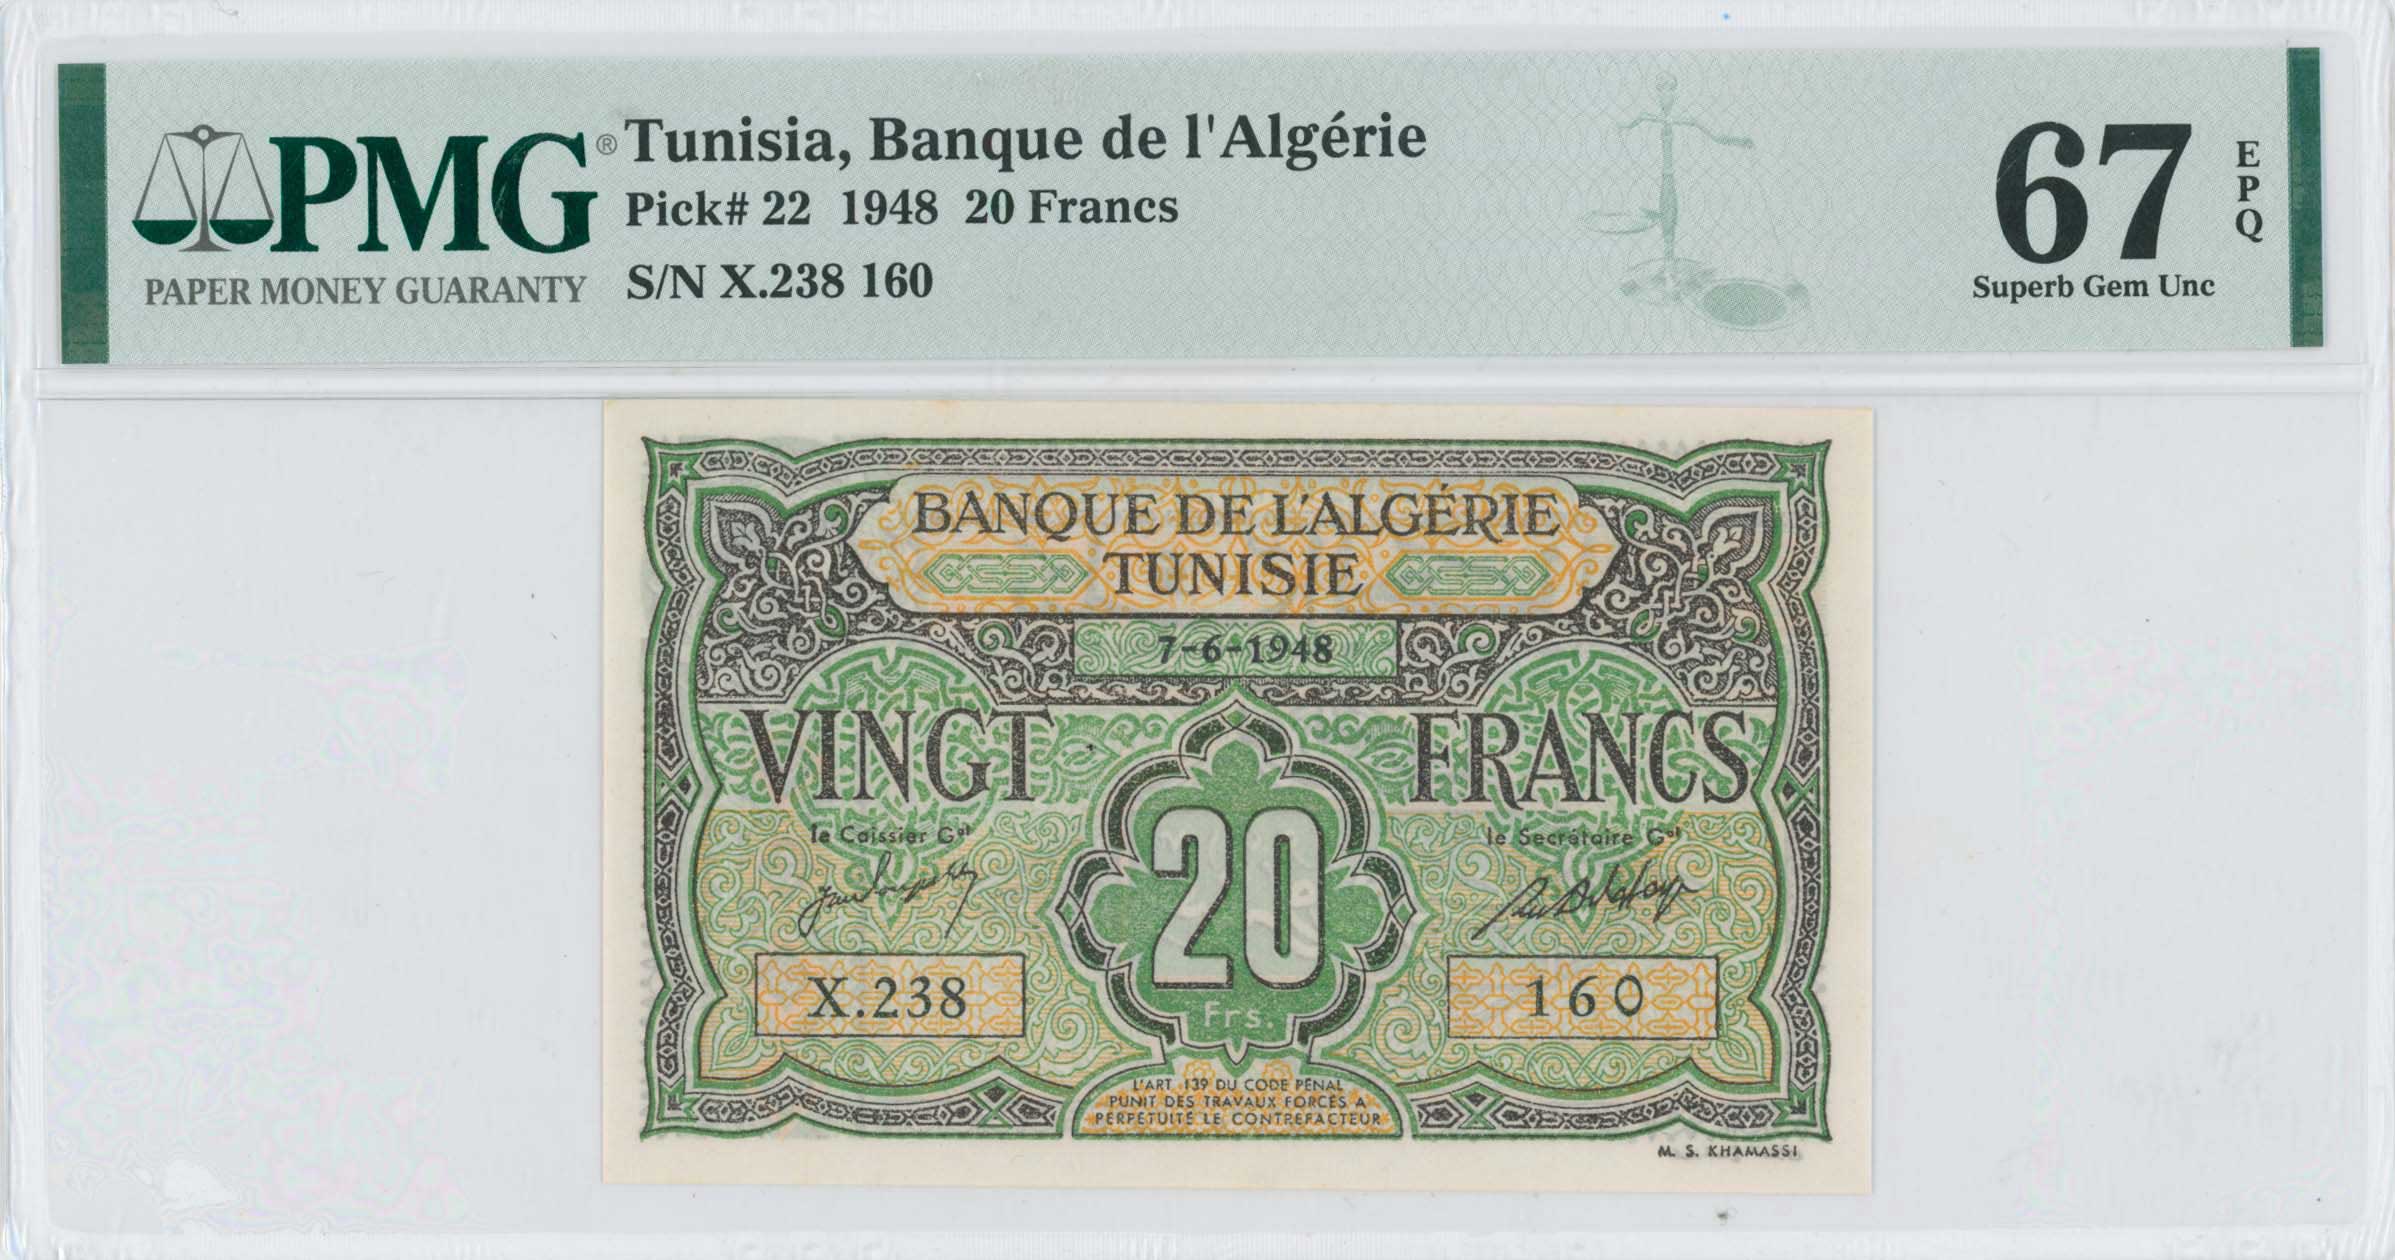 PMG®
PAPER MONEY GUARANTY
Tunisia, Banque de l'Algérie
Pick# 22 1948 20 Francs
S/N X.238 160
67
EPQ
Superb Gem Unc
BANQUE DE L'ALGÉRIE
TUNISIE
7-6-1948
VINGT FRANCS
le Caissier Gal
le Secrétaire Gal
20
Frs.
X.238
160
L'ART 139 DU CODE PENAL
PUNIT DES TRAVAUX FORCÉS A
PERPÉTUITÉ LE CONTREFACTEUR
M. S. KHAMASSI